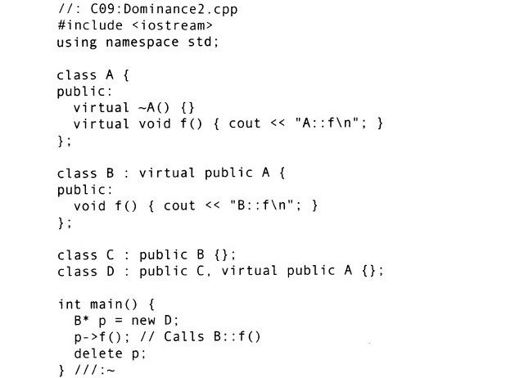 //: C09:Dominance2.cpp
#include <iostream>
using namespace std;

class A {
public:
  virtual ~A() {}
  virtual void f() { cout << "A::f\n"; }
};

class B : virtual public A {
public:
  void f() { cout << "B::f\n"; }
};

class C : public B {};
class D : public C, virtual public A {};

int main() {
  B* p = new D;
  p->f(); // Calls B::f()
  delete p;
} ///:~